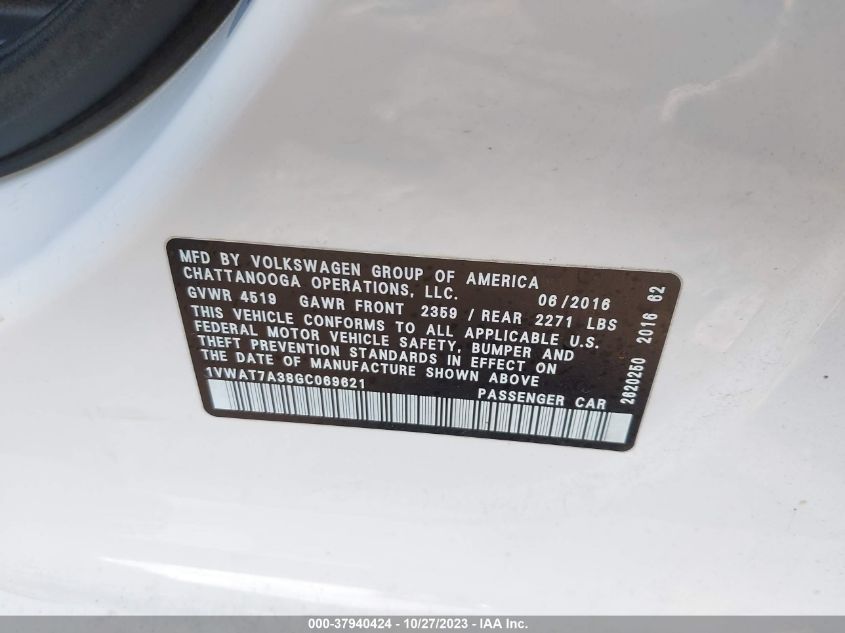 MFD BY VOLKSWAGEN GROUP OF AMERICA
CHATTANOOGA OPERATIONS, LLC. 06/2016
GVWR 4519 GAWR FRONT 2359 / REAR 2271 LBS
THIS VEHICLE CONFORMS TO ALL APPLICABLE U.S.
FEDERAL MOTOR VEHICLE SAFETY, BUMPER AND
THEFT PREVENTION STANDARDS IN EFFECT ON
THE DATE OF MANUFACTURE SHOWN ABOVE
1VWAT7A38GC069621 PASSENGER CAR
2620250 2016 62
000-37940424 | 10/27/2023 | © IAA, Inc.